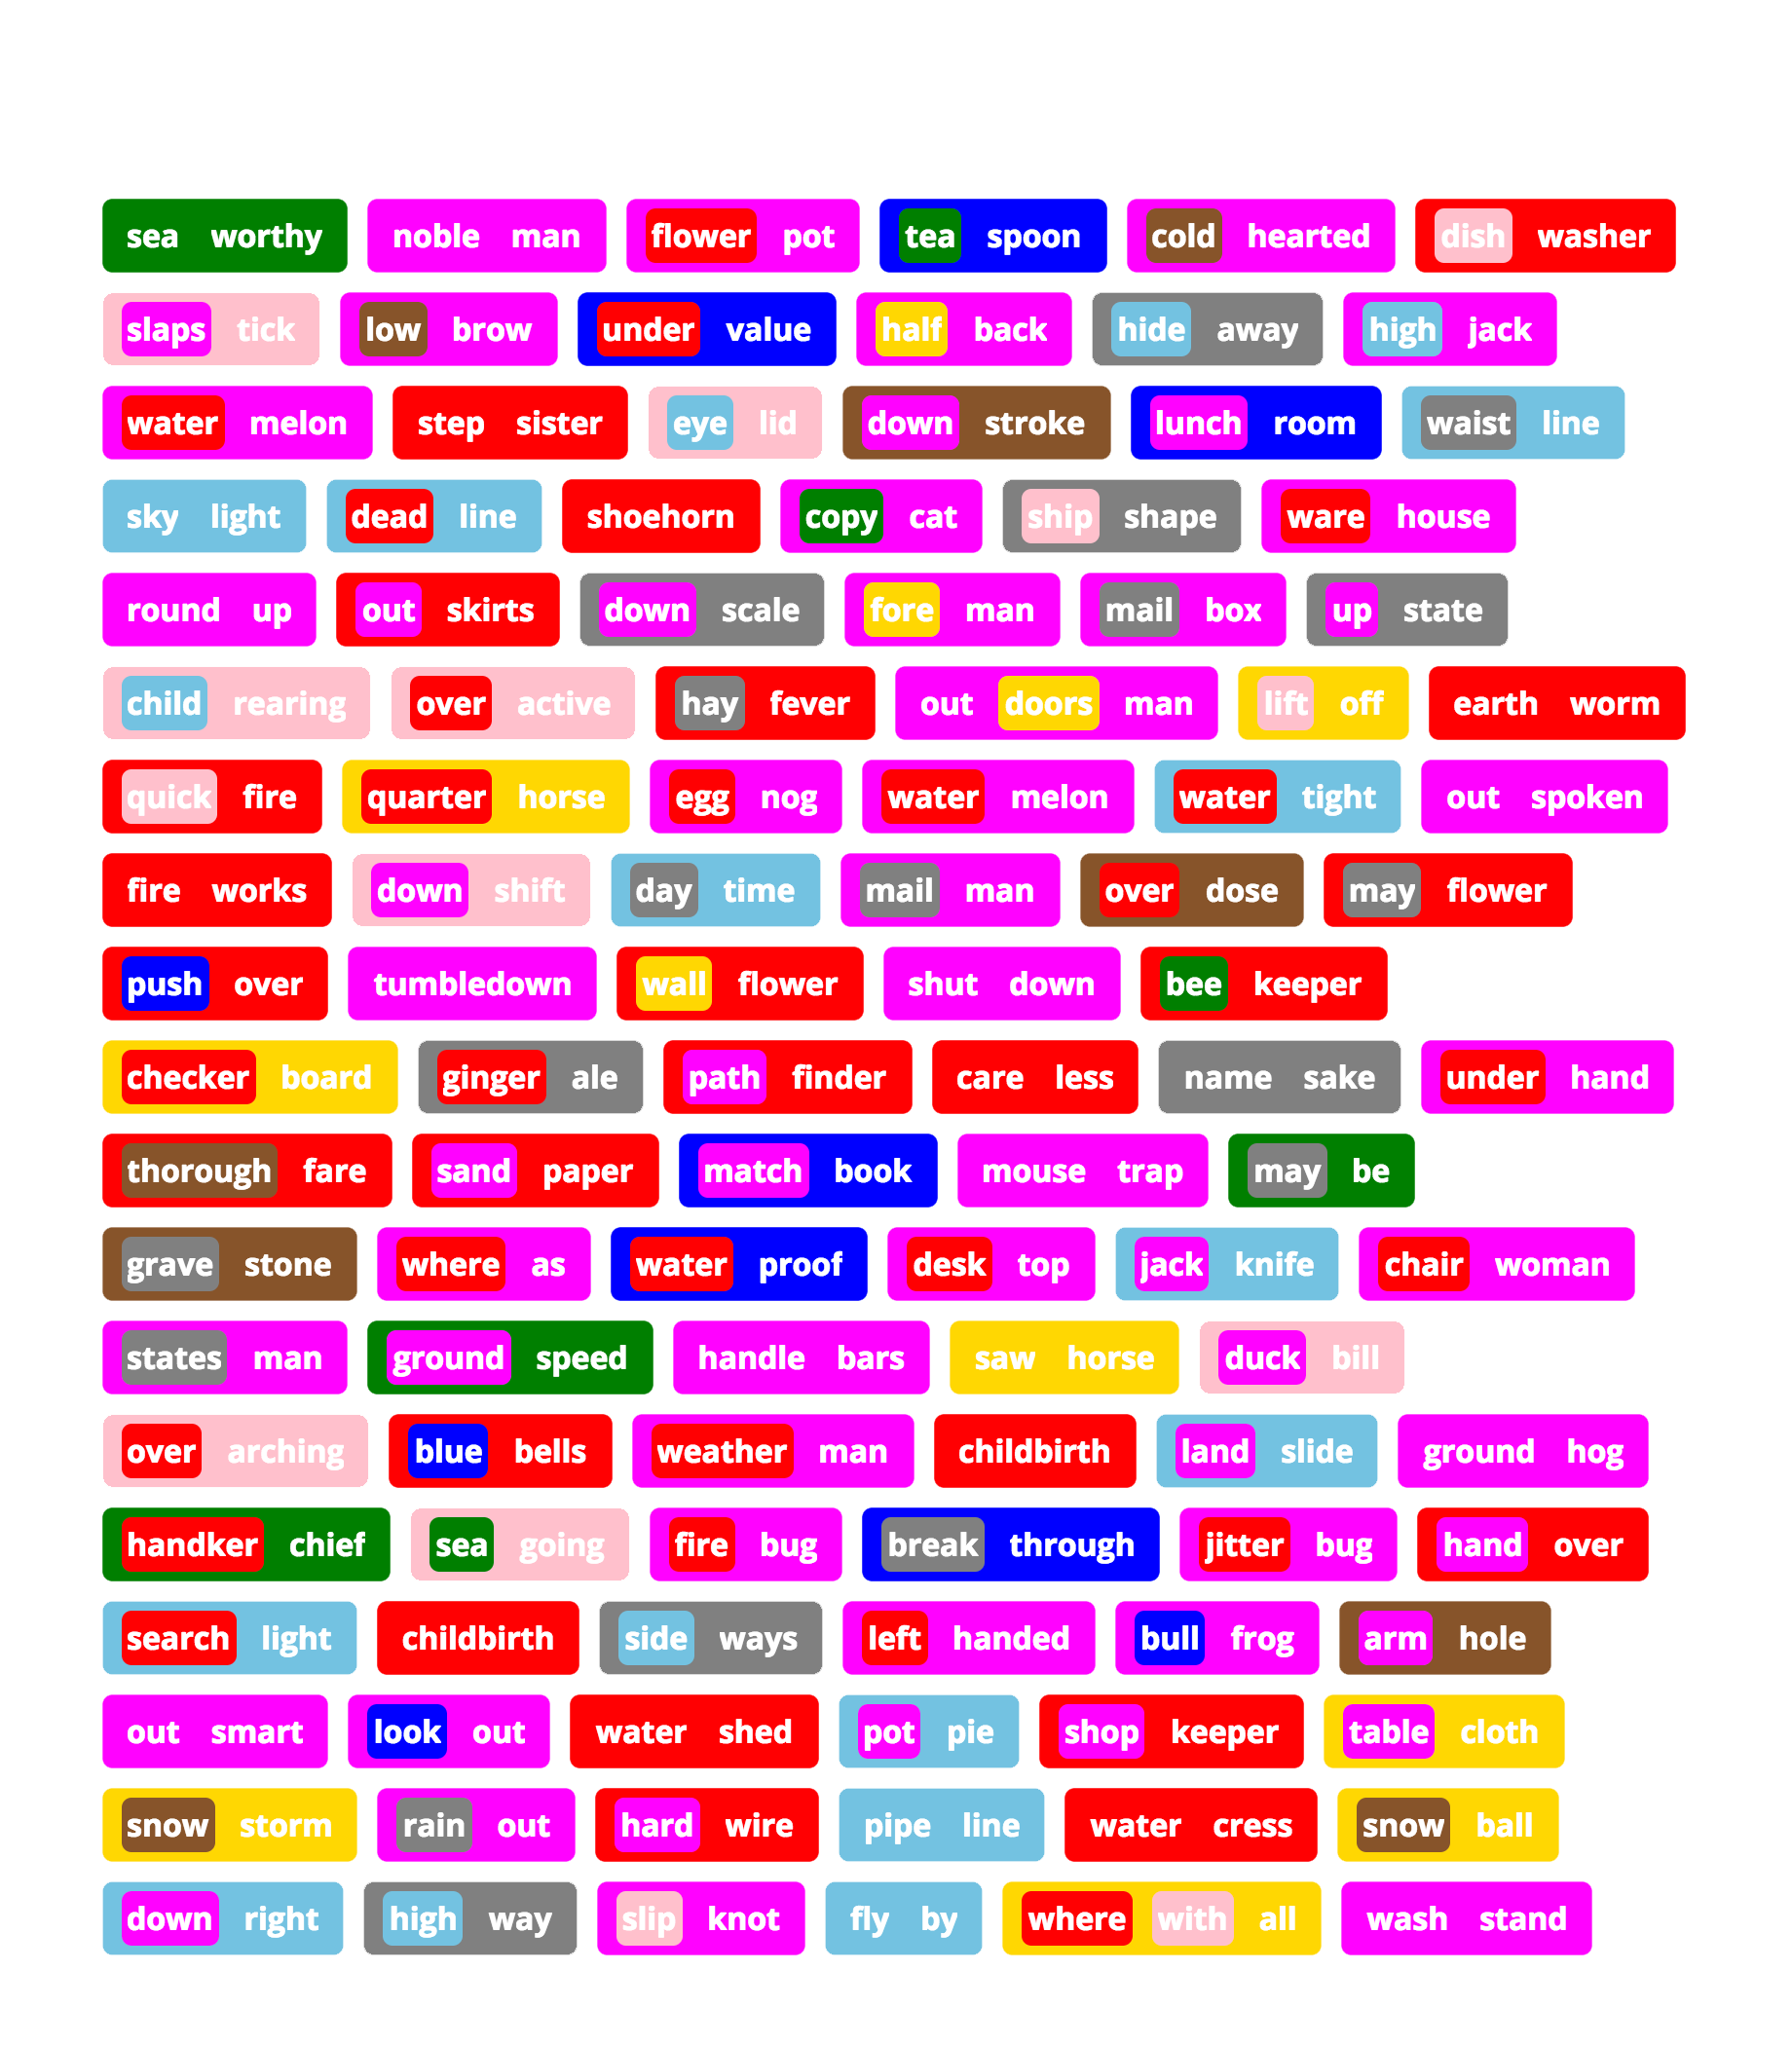 sea worthy noble man flower pot tea spoon cold hearted dish washer
slaps tick low brow under value half back hide away high jack
water melon step sister eye lid down stroke lunch room waist line
sky light dead line shoehorn copy cat ship shape ware house
round up out skirts down scale fore man mail box up state
child rearing over active hay fever out doors man lift off earth worm
quick fire quarter horse egg nog water melon water tight out spoken
fire works down shift day time mail man over dose may flower
push over tumbledown wall flower shut down bee keeper
checker board ginger ale path finder care less name sake under hand
thorough fare sand paper match book mouse trap may be
grave stone where as water proof desk top jack knife chair woman
states man ground speed handle bars saw horse duck bill
over arching blue bells weather man childbirth land slide ground hog
handker chief sea going fire bug break through jitter bug hand over
search light childbirth side ways left handed bull frog arm hole
out smart look out water shed pot pie shop keeper table cloth
snow storm rain out hard wire pipe line water cress snow ball
down right high way slip knot fly by where with all wash stand